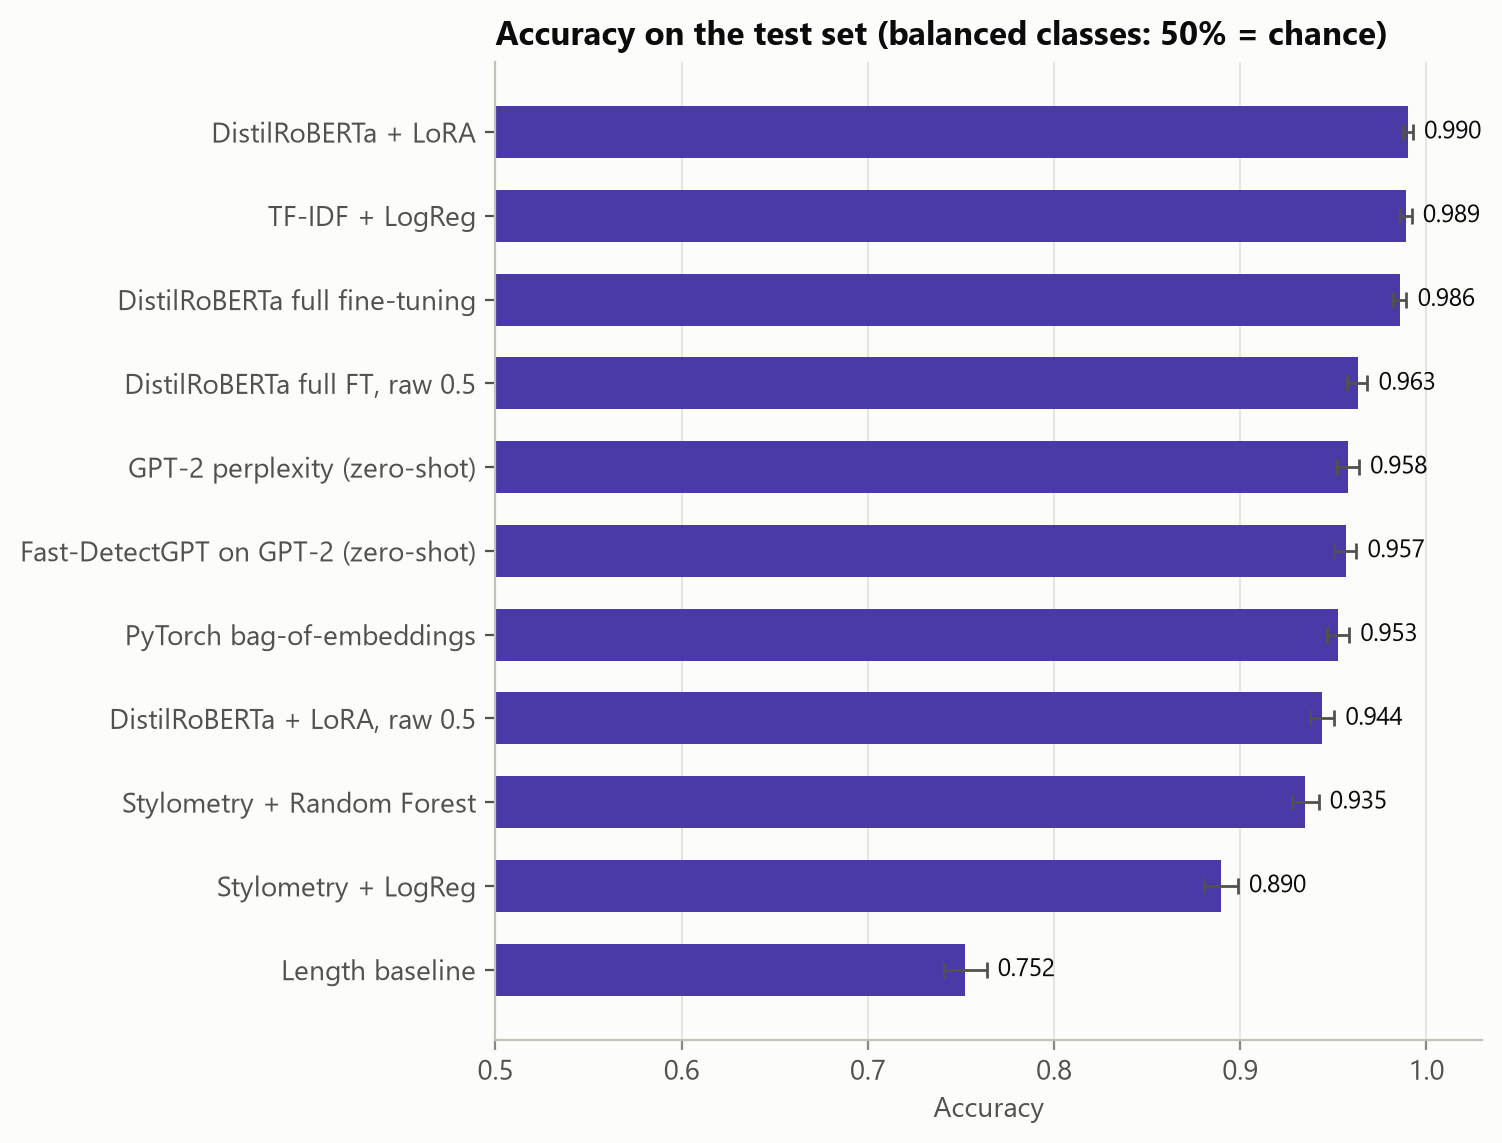 Accuracy on the test set (balanced classes: 50% = chance)
DistilRoBERTa + LoRA 0.990
TF-IDF + LogReg 0.989
DistilRoBERTa full fine-tuning 0.986
DistilRoBERTa full FT, raw 0.5 0.963
GPT-2 perplexity (zero-shot) 0.958
Fast-DetectGPT on GPT-2 (zero-shot) 0.957
PyTorch bag-of-embeddings 0.953
DistilRoBERTa + LoRA, raw 0.5 0.944
Stylometry + Random Forest 0.935
Stylometry + LogReg 0.890
Length baseline 0.752
0.5 0.6 0.7 0.8 0.9 1.0
Accuracy